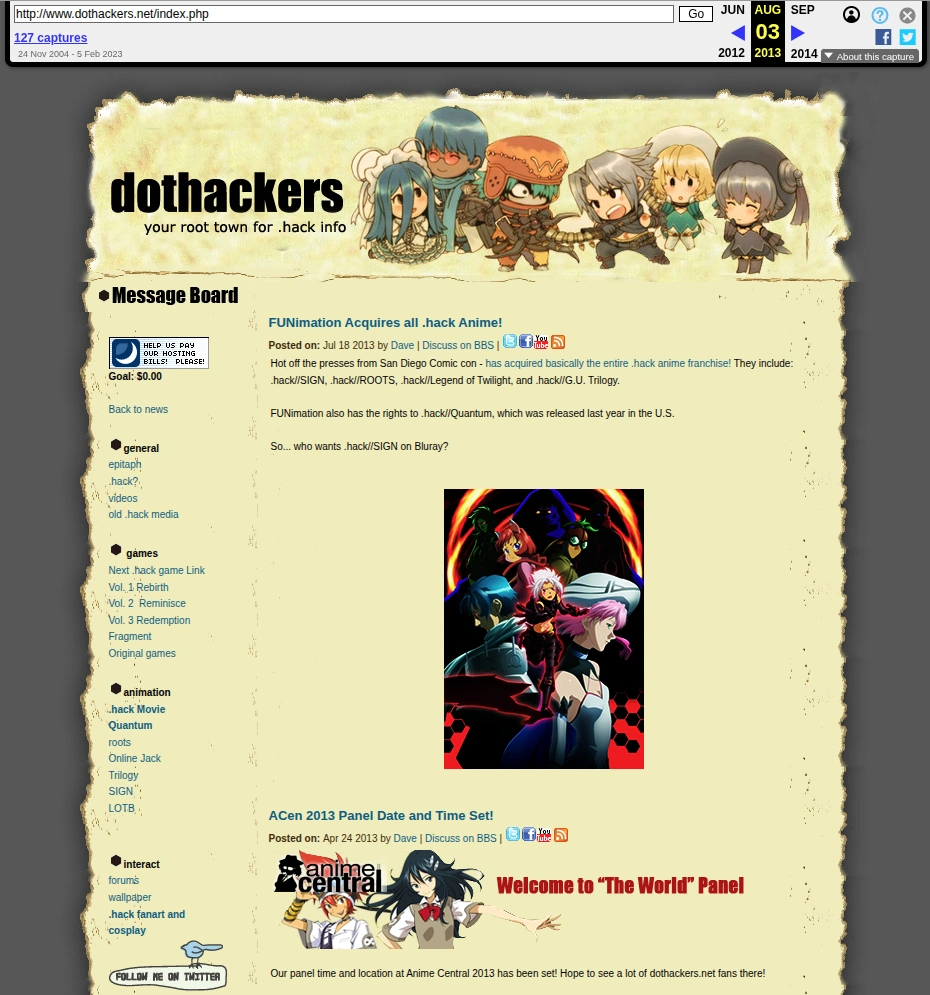 http://www.dothackers.net/index.php
Go
JUN
AUG
SEP
127 captures
03
24 Nov 2004 - 5 Feb 2023
2012
2013
2014
About this capture
dothackers
your root town for .hack info
Message Board
HELP US PAY
OUR HOSTING
BILLS! PLEASE!
Goal: $0.00
Back to news
general
epitaph
.hack?
videos
old .hack media
games
Next .hack game Link
Vol. 1 Rebirth
Vol. 2 Reminisce
Vol. 3 Redemption
Fragment
Original games
animation
.hack Movie
Quantum
roots
Online Jack
Trilogy
SIGN
LOTB
interact
forums
wallpaper
.hack fanart and
cosplay
FOLLOW ME ON TWITTER
FUNimation Acquires all .hack Anime!
Posted on: Jul 18 2013 by Dave | Discuss on BBS |
You
Tube
Hot off the presses from San Diego Comic con - has acquired basically the entire .hack anime franchise! They include:
.hack//SIGN, .hack//ROOTS, .hack//Legend of Twilight, and .hack//G.U. Trilogy.
FUNimation also has the rights to .hack//Quantum, which was released last year in the U.S.
So... who wants .hack//SIGN on Bluray?
ACen 2013 Panel Date and Time Set!
Posted on: Apr 24 2013 by Dave | Discuss on BBS |
You
Tube
anime
central
Welcome to “The World” Panel
Our panel time and location at Anime Central 2013 has been set! Hope to see a lot of dothackers.net fans there!